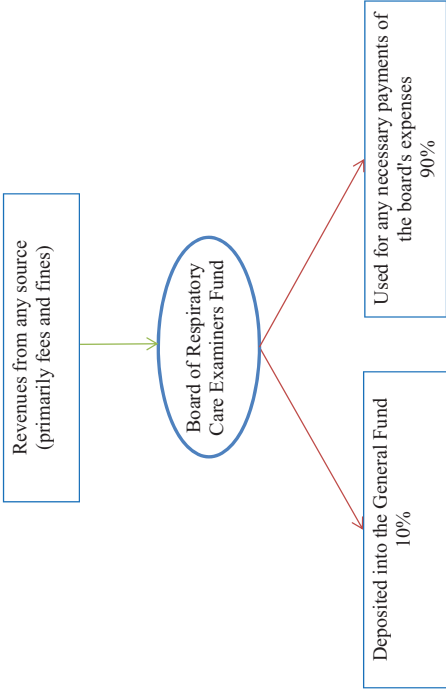 Revenues from any source
(primarily fees and fines)
Board of Respiratory
Care Examiners Fund
Deposited into the General Fund
10%
Used for any necessary payments of
the board's expenses
90%